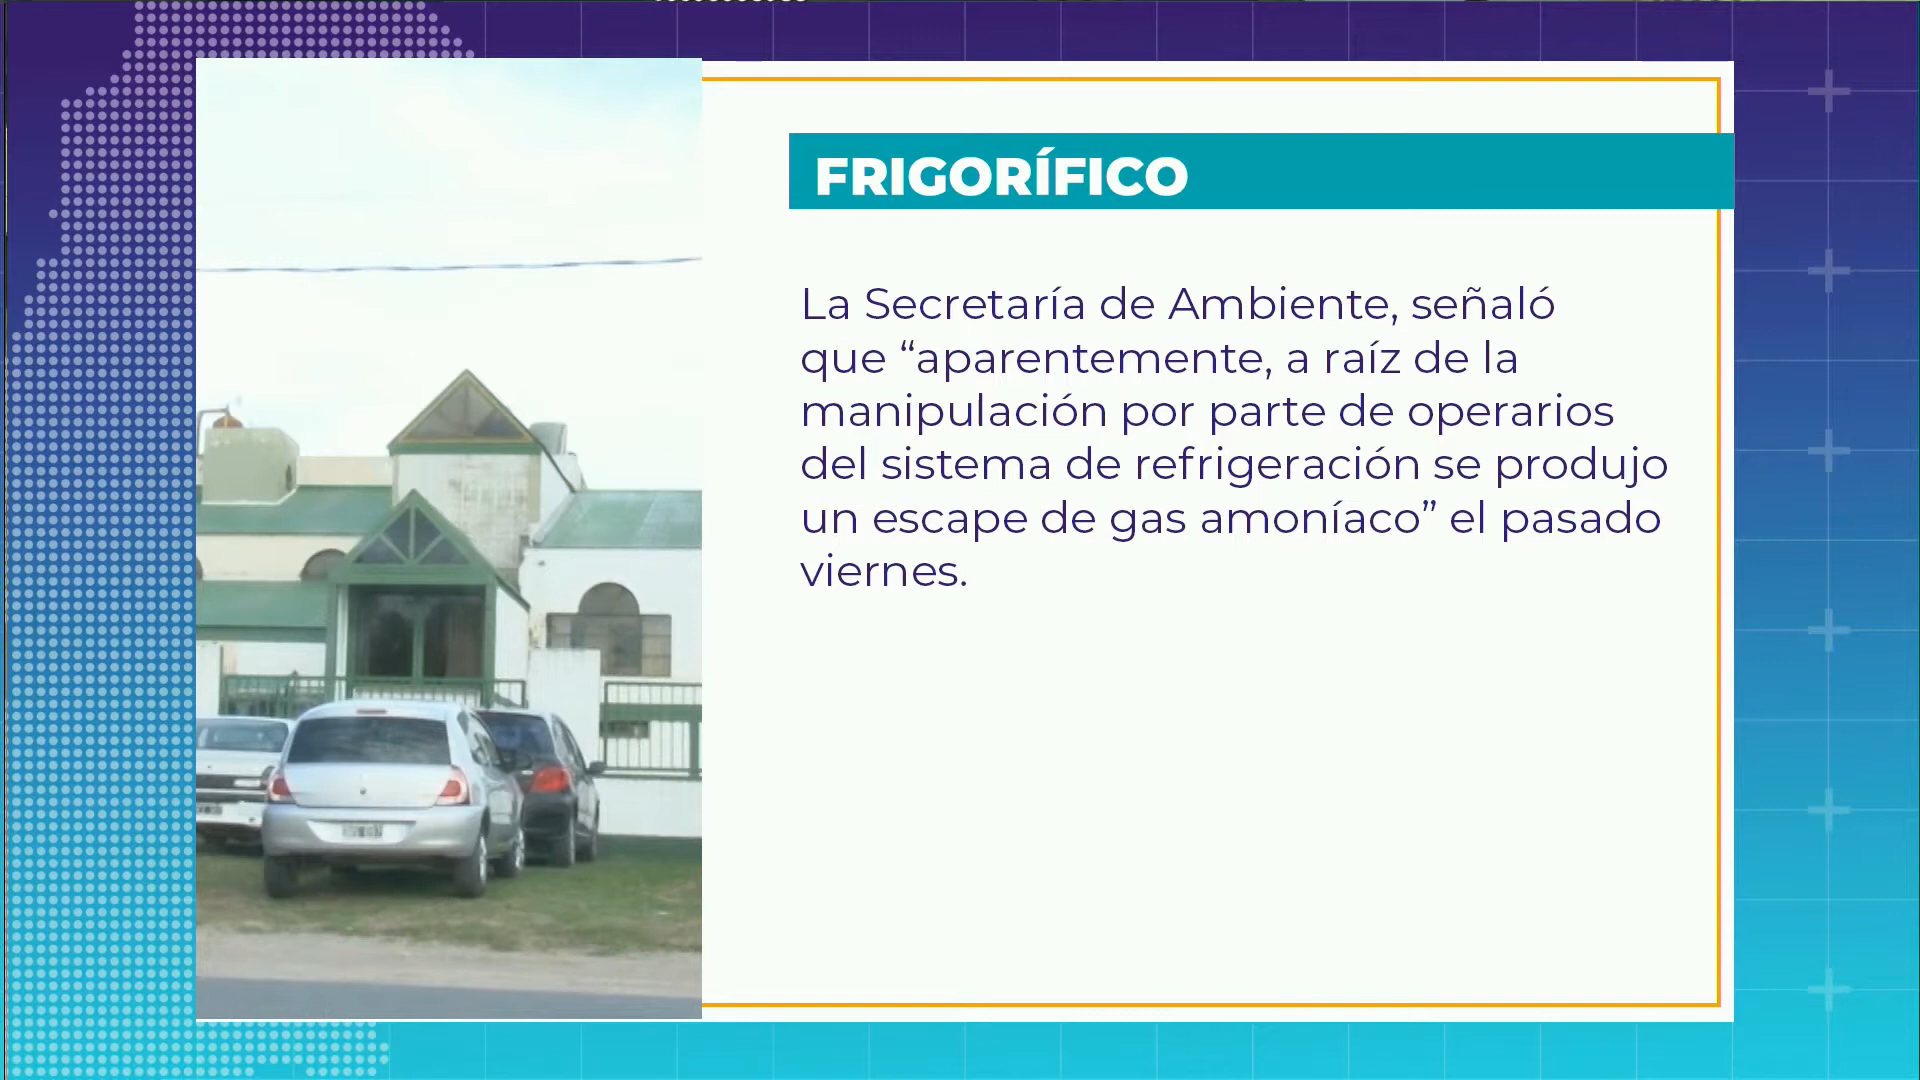 FRIGORÍFICO
La Secretaría de Ambiente, señaló
que “aparentemente, a raíz de la
manipulación por parte de operarios
del sistema de refrigeración se produjo
un escape de gas amoníaco” el pasado
viernes.